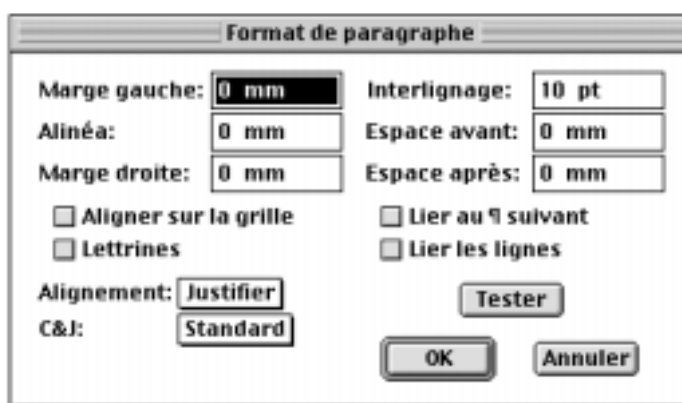 Format de paragraphe
Marge gauche: 0 mm Interlignage: 10 pt
Alinéa: 0 mm Espace avant: 0 mm
Marge droite: 0 mm Espace après: 0 mm
Aligner sur la grille Lier au ¶ suivant
Lettrines Lier les lignes
Alignement: Justifier Tester
C&J: Standard
OK Annuler